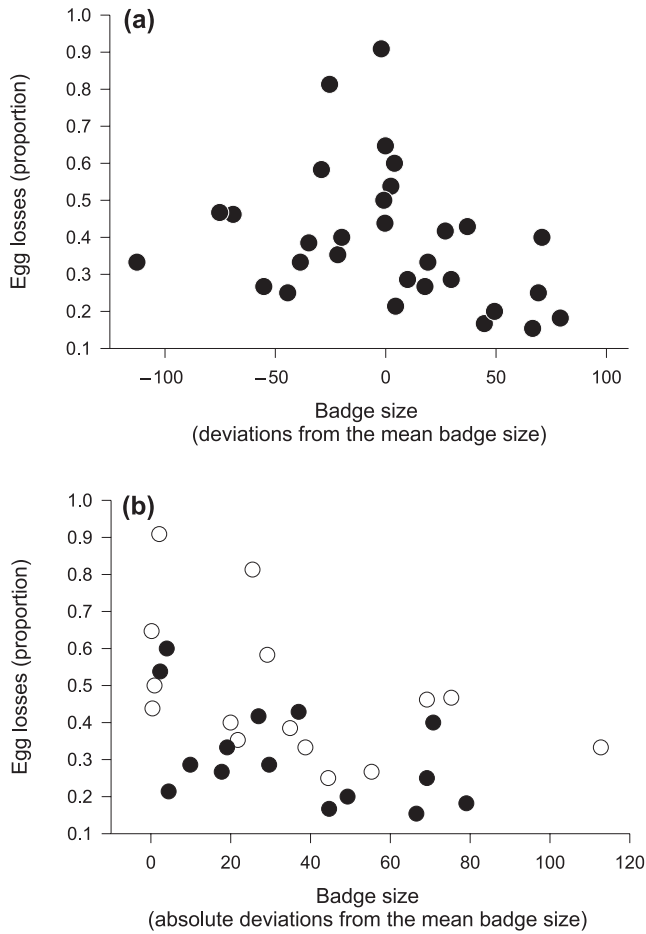 (a)
1.0
0.9
0.8
0.7
0.6
0.5
0.4
0.3
0.2
0.1
Egg losses (proportion)
−100 −50 0 50 100
Badge size
(deviations from the mean badge size)
(b)
1.0
0.9
0.8
0.7
0.6
0.5
0.4
0.3
0.2
0.1
Egg losses (proportion)
0 20 40 60 80 100 120
Badge size
(absolute deviations from the mean badge size)